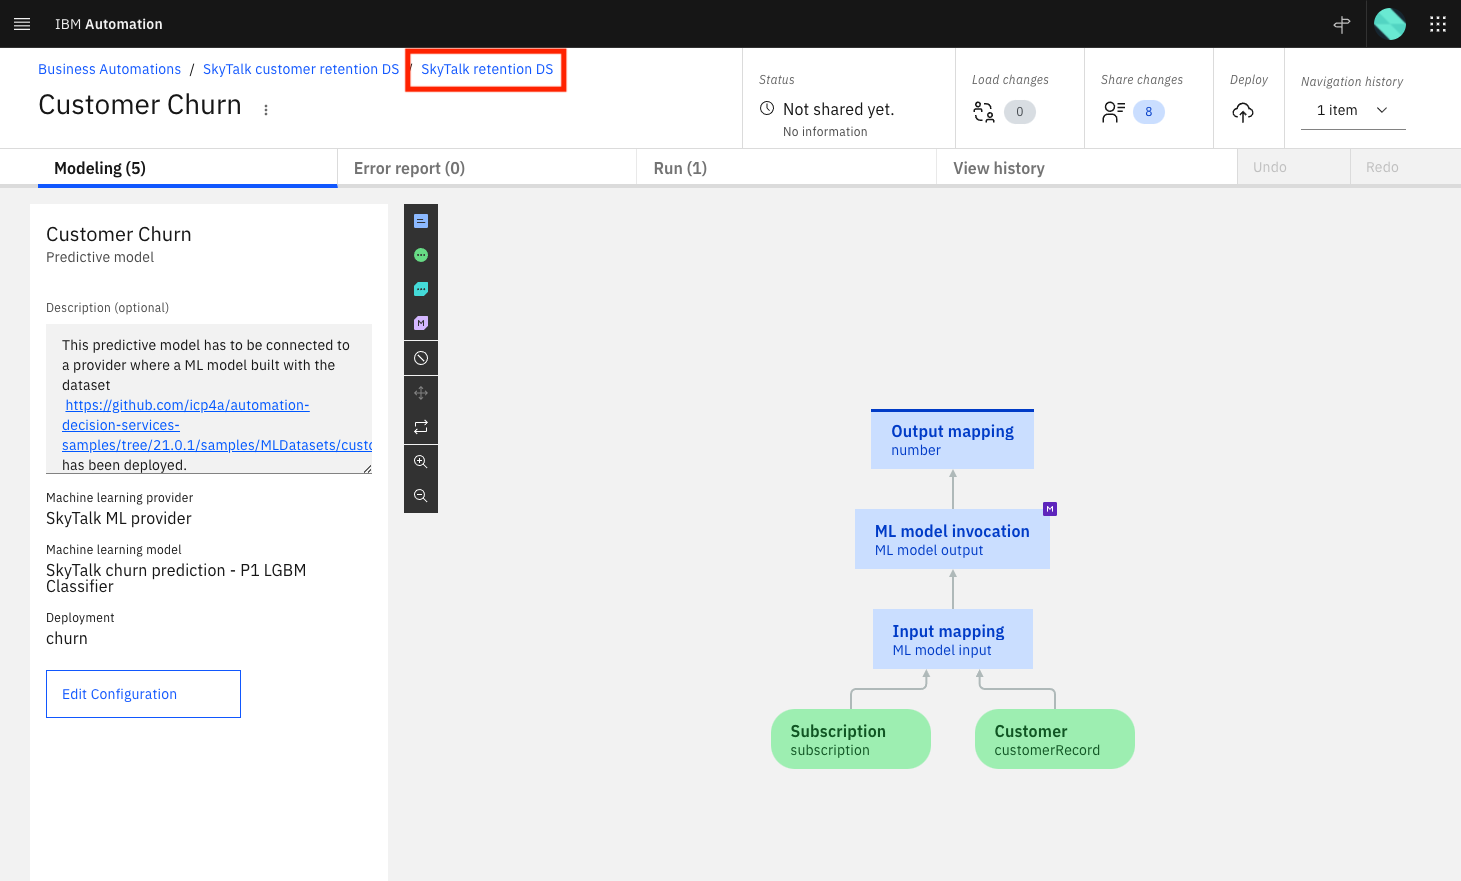 IBM Automation
Business Automations / SkyTalk customer retention DS / SkyTalk retention DS
Customer Churn
Status
Not shared yet.
No information
Load changes
0
Share changes
8
Deploy
Navigation history
1 item
Modeling (5)
Error report (0)
Run (1)
View history
Undo
Redo
Customer Churn
Predictive model
Description (optional)
This predictive model has to be connected to
a provider where a ML model built with the
dataset
https://github.com/icp4a/automation-
decision-services-
samples/tree/21.0.1/samples/MLDatasets/custo
has been deployed.
Machine learning provider
SkyTalk ML provider
Machine learning model
SkyTalk churn prediction - P1 LGBM
Classifier
Deployment
churn
Edit Configuration
M
Output mapping
number
M
ML model invocation
ML model output
Input mapping
ML model input
Subscription
subscription
Customer
customerRecord